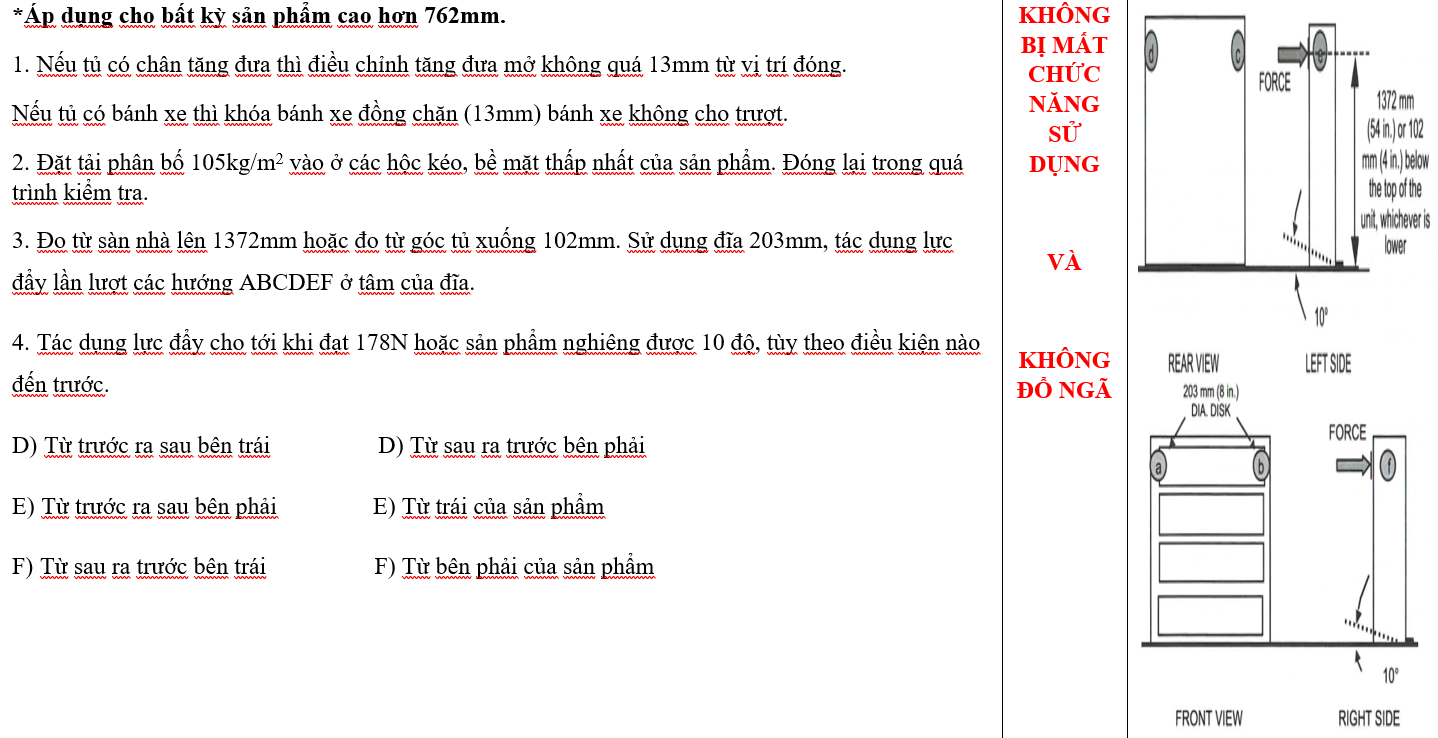 *Áp dụng cho bất kỳ sản phẩm cao hơn 762mm.
1. Nếu tủ có chân tăng đưa thì điều chỉnh tăng đưa mở không quá 13mm từ vị trí đóng.
Nếu tủ có bánh xe thì khóa bánh xe đồng chặn (13mm) bánh xe không cho trượt.
2. Đặt tải phân bố 105kg/m² vào ở các hộc kéo, bề mặt thấp nhất của sản phẩm. Đóng lại trong quá
trình kiểm tra.
3. Đo từ sàn nhà lên 1372mm hoặc đo từ góc tủ xuống 102mm. Sử dụng đĩa 203mm, tác dụng lực
đẩy lần lượt các hướng ABCDEF ở tâm của đĩa.
4. Tác dụng lực đẩy cho tới khi đạt 178N hoặc sản phẩm nghiêng được 10 độ, tùy theo điều kiện nào
đến trước.
D) Từ trước ra sau bên trái D) Từ sau ra trước bên phải
E) Từ trước ra sau bên phải E) Từ trái của sản phẩm
F) Từ sau ra trước bên trái F) Từ bên phải của sản phẩm
KHÔNG
BỊ MẤT
CHỨC
NĂNG
SỬ
DỤNG
VÀ
KHÔNG
ĐỔ NGÃ
d c e
FORCE
1372 mm
(54 in.) or 102
mm (4 in.) below
the top of the
unit, whichever is
lower
10°
REAR VIEW LEFT SIDE
203 mm (8 in.)
DIA. DISK
FORCE
a b f
10°
FRONT VIEW RIGHT SIDE